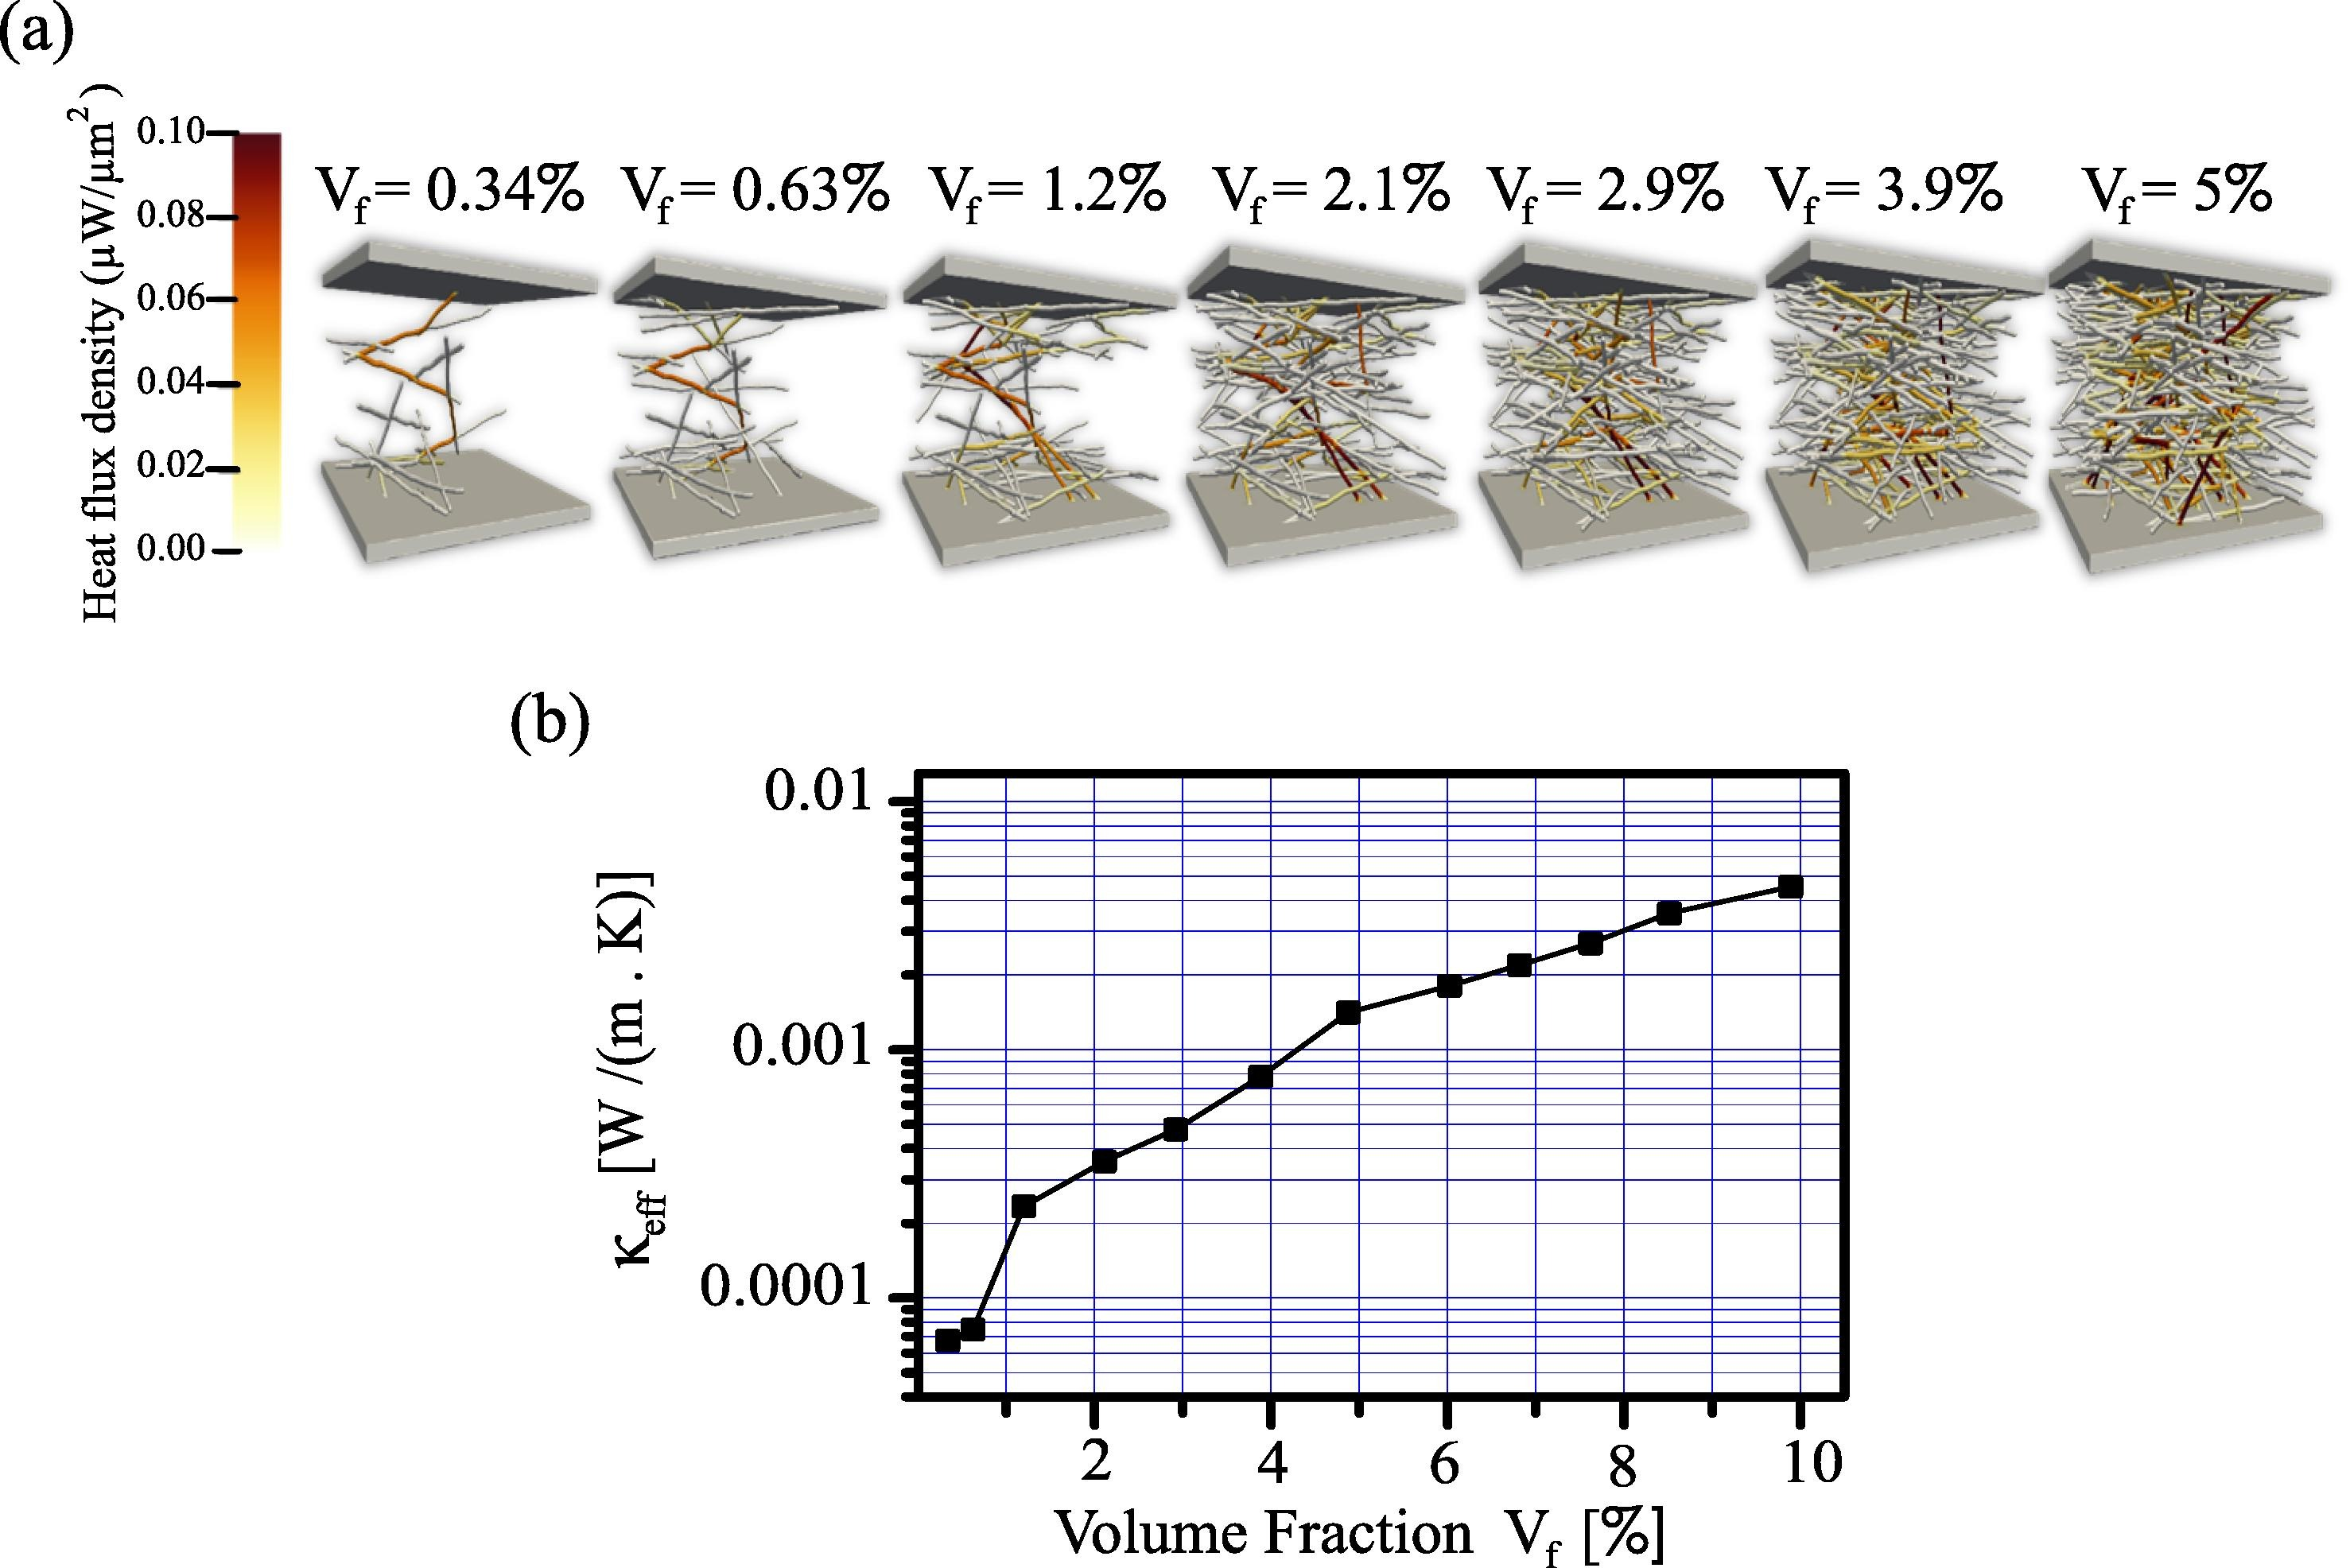 (a)
Heat flux density (μW/μm²)
0.10
0.08
0.06
0.04
0.02
0.00
Vf = 0.34%
Vf = 0.63%
Vf = 1.2%
Vf = 2.1%
Vf = 2.9%
Vf = 3.9%
Vf = 5%
(b)
κeff [W /(m . K)]
0.01
0.001
0.0001
2
4
6
8
10
Volume Fraction Vf [%]